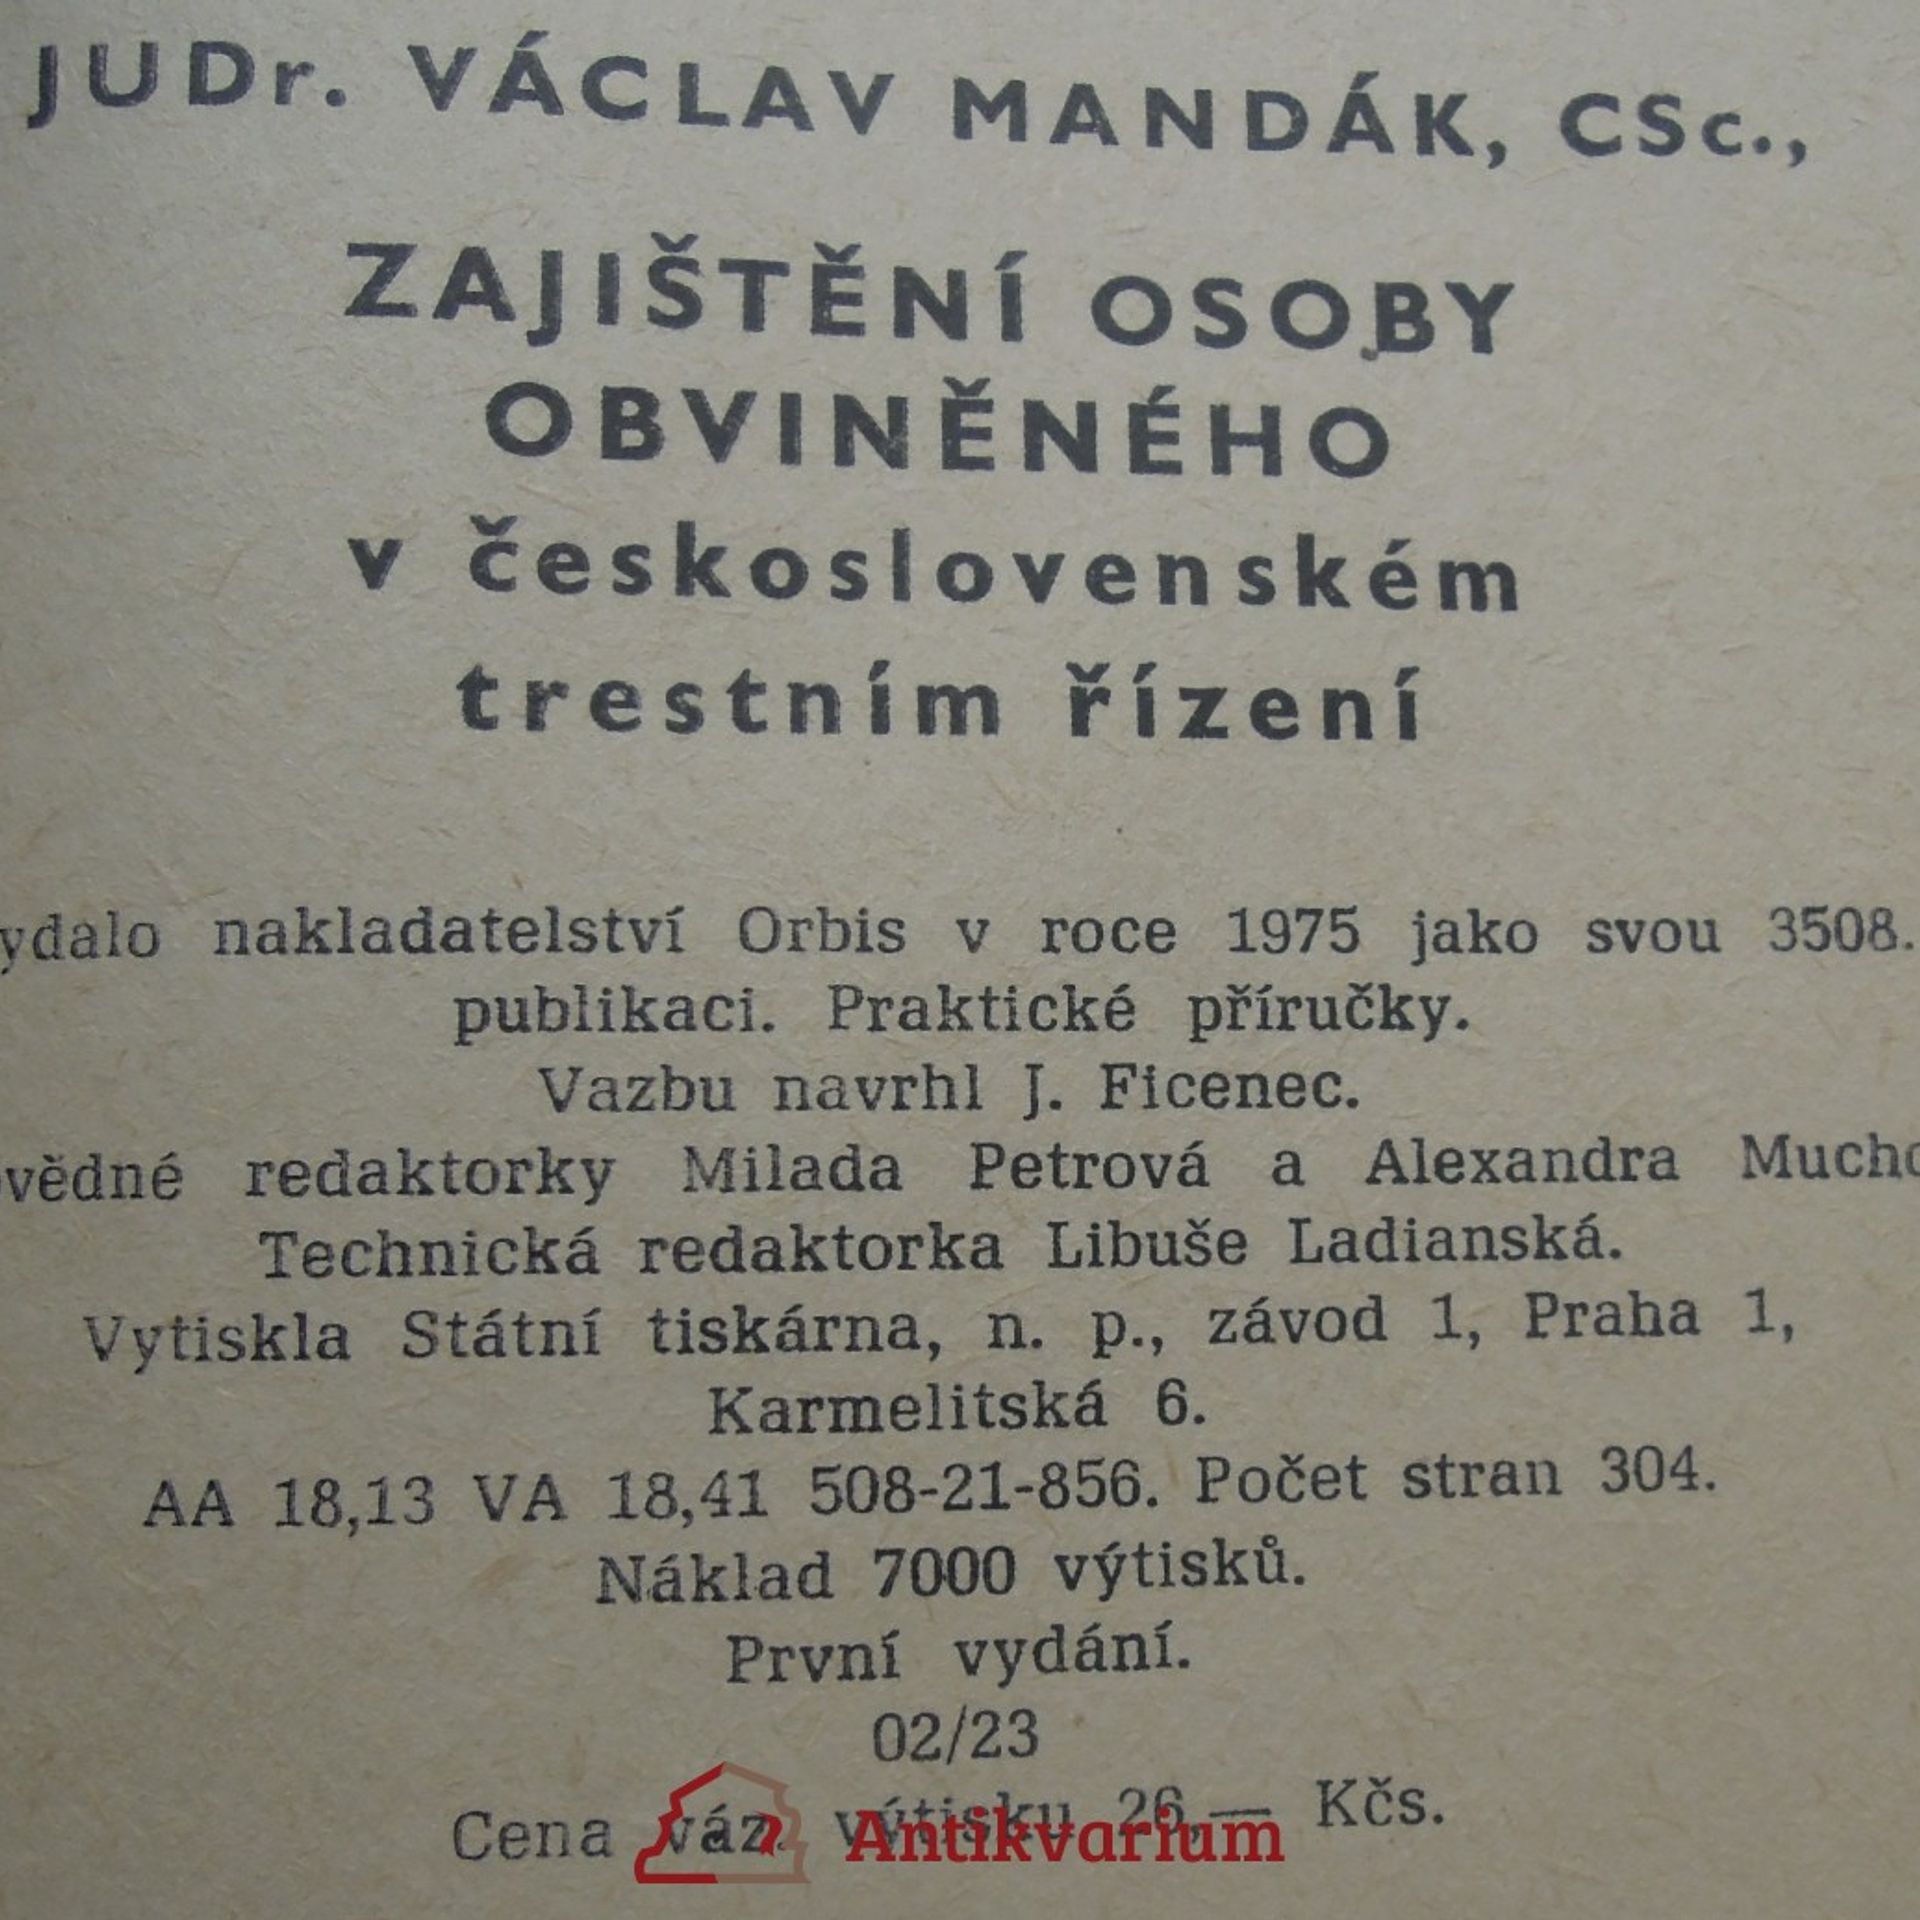 JUDr. VÁCLAV MANDÁK, CSc.,
ZAJIŠTĚNÍ OSOBY
OBVINĚNÉHO
v československém
trestním řízení
ydalo nakladatelství Orbis v roce 1975 jako svou 3508.
publikaci. Praktické příručky.
Vazbu navrhl J. Ficenec.
vědné redaktorky Milada Petrová a Alexandra Mucho
Technická redaktorka Libuše Ladianská.
Vytiskla Státní tiskárna, n. p., závod 1, Praha 1,
Karmelitská 6.
AA 18,13 VA 18,41 508-21-856. Počet stran 304.
Náklad 7000 výtisků.
První vydání.
02/23
Cena váz. výtisku 26,— Kčs.
Antikvarium